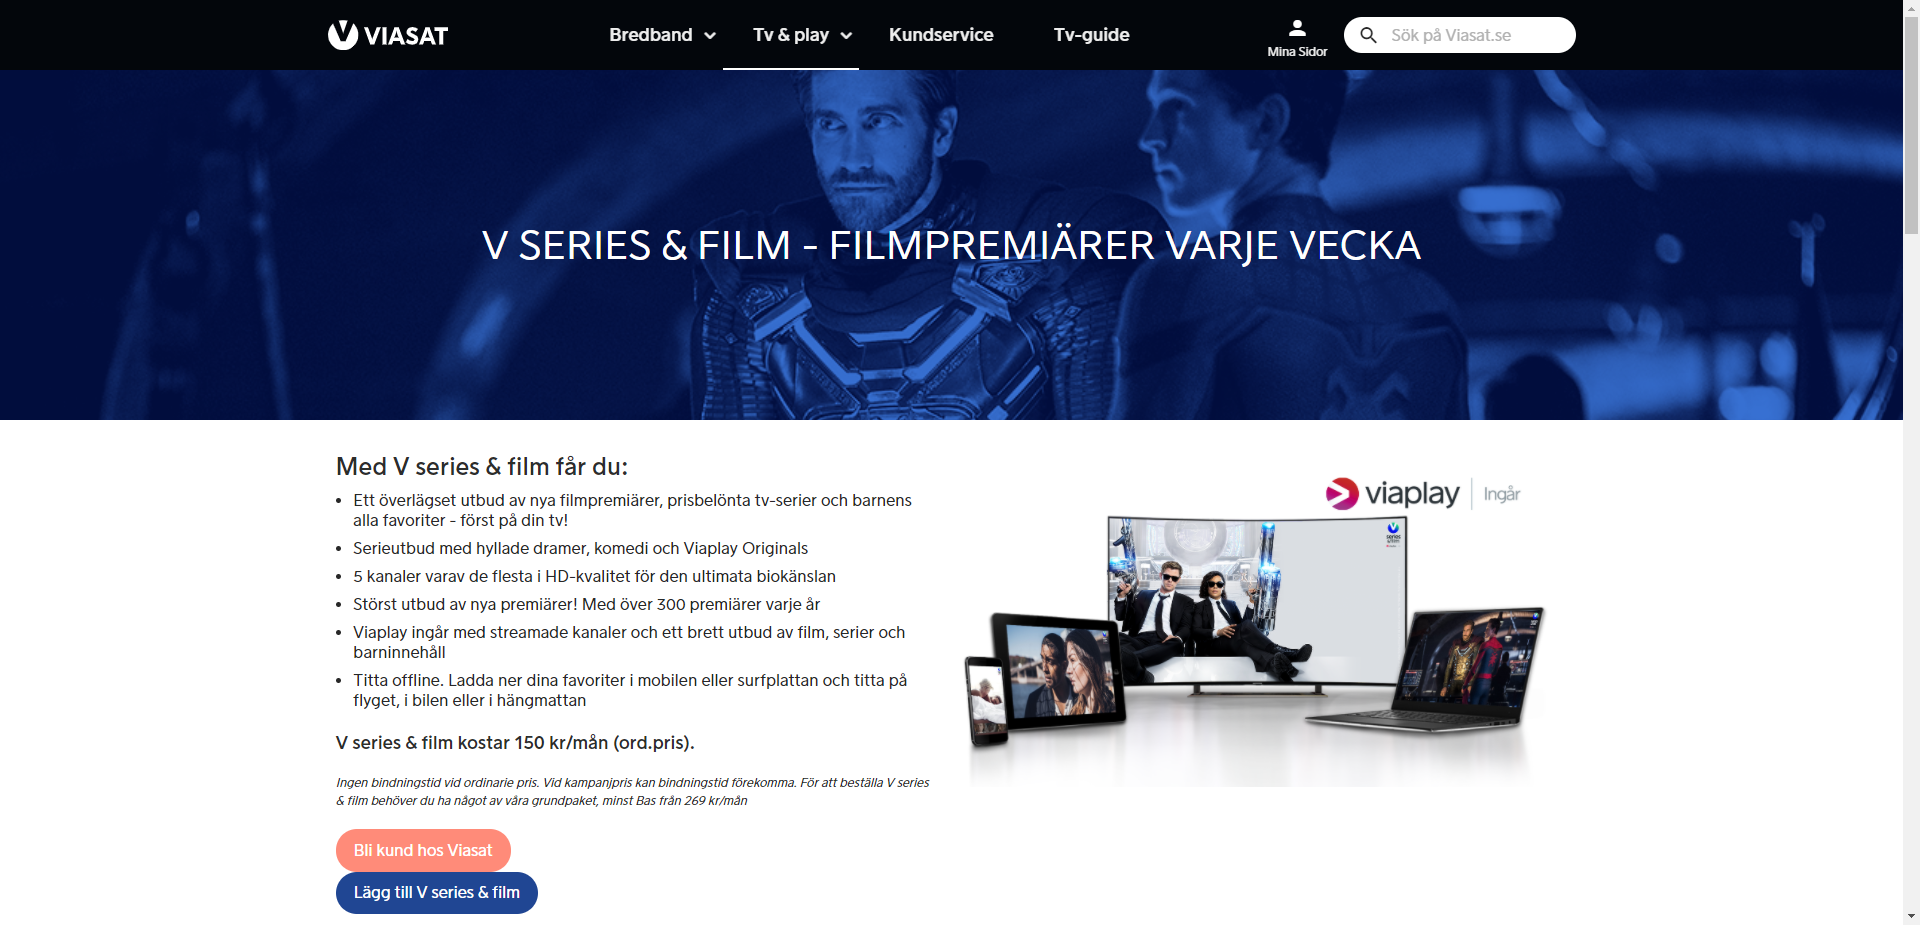 VIASAT
Bredband
Tv & play
Kundservice
Tv-guide
Mina Sidor
Sök på Viasat.se
V SERIES & FILM - FILMPREMIÄRER VARJE VECKA
Med V series & film får du:
• Ett överlägset utbud av nya filmpremiärer, prisbelönta tv-serier och barnens
alla favoriter - först på din tv!
• Serieutbud med hyllade dramer, komedi och Viaplay Originals
• 5 kanaler varav de flesta i HD-kvalitet för den ultimata biokänslan
• Störst utbud av nya premiärer! Med över 300 premiärer varje år
• Viaplay ingår med streamade kanaler och ett brett utbud av film, serier och
barninnehåll
• Titta offline. Ladda ner dina favoriter i mobilen eller surfplattan och titta på
flyget, i bilen eller i hängmattan
V series & film kostar 150 kr/mån (ord.pris).
Ingen bindningstid vid ordinarie pris. Vid kampanjpris kan bindningstid förekomma. För att beställa V series
& film behöver du ha något av våra grundpaket, minst Bas från 269 kr/mån
Bli kund hos Viasat
Lägg till V series & film
viaplay
Ingår
series